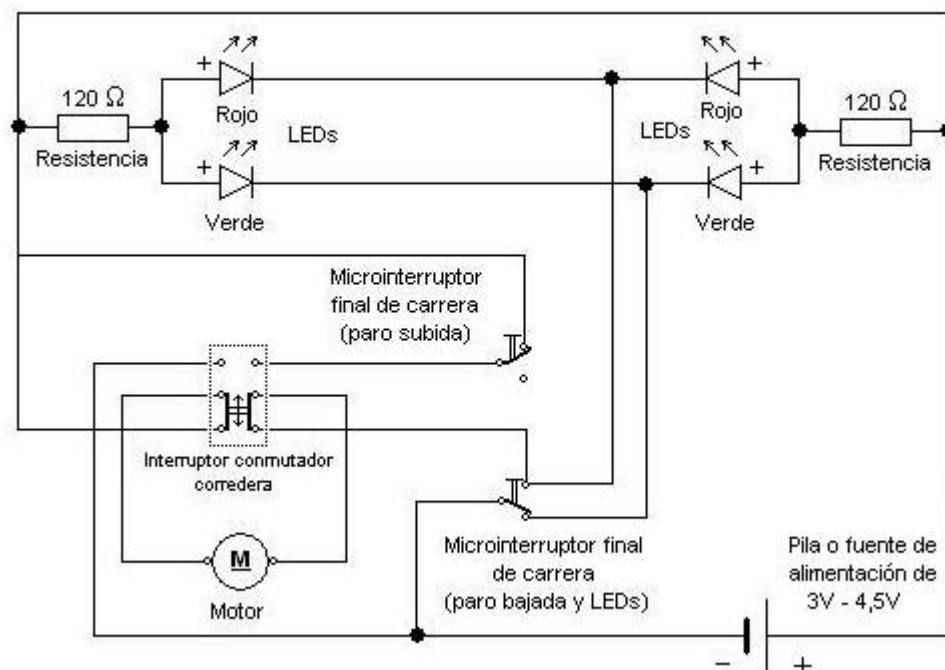 +
Rojo
120 Ω
Resistencia
LEDs
+
Verde
+
Rojo
120 Ω
Resistencia
LEDs
+
Verde
Microinterruptor
final de carrera
(paro subida)
Interruptor conmutador
corredera
M
Motor
Microinterruptor final
de carrera
(paro bajada y LEDs)
Pila o fuente de
alimentación de
3V - 4,5V
− +